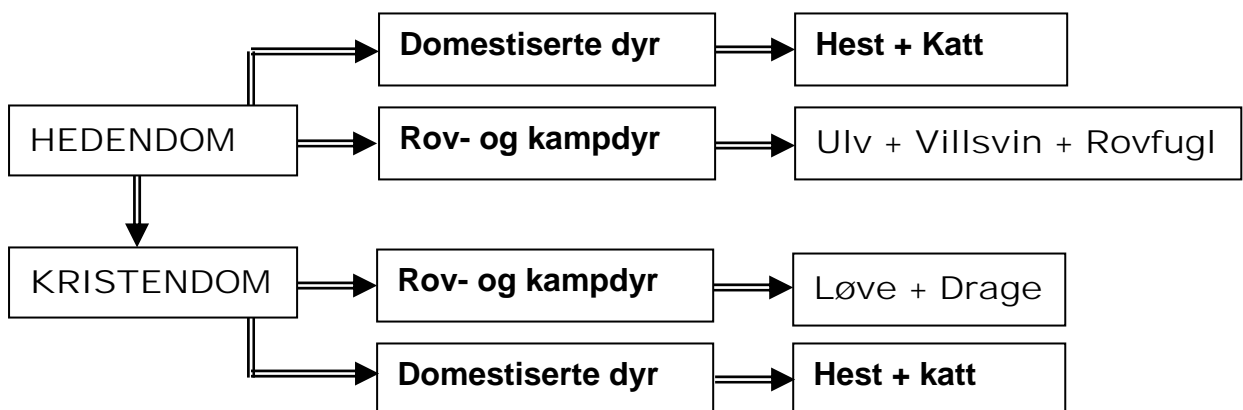 Domestiserte dyr
Hest + Katt
HEDENDOM
Rov- og kampdyr
Ulv + Villsvin + Rovfugl
KRISTENDOM
Rov- og kampdyr
Løve + Drage
Domestiserte dyr
Hest + katt